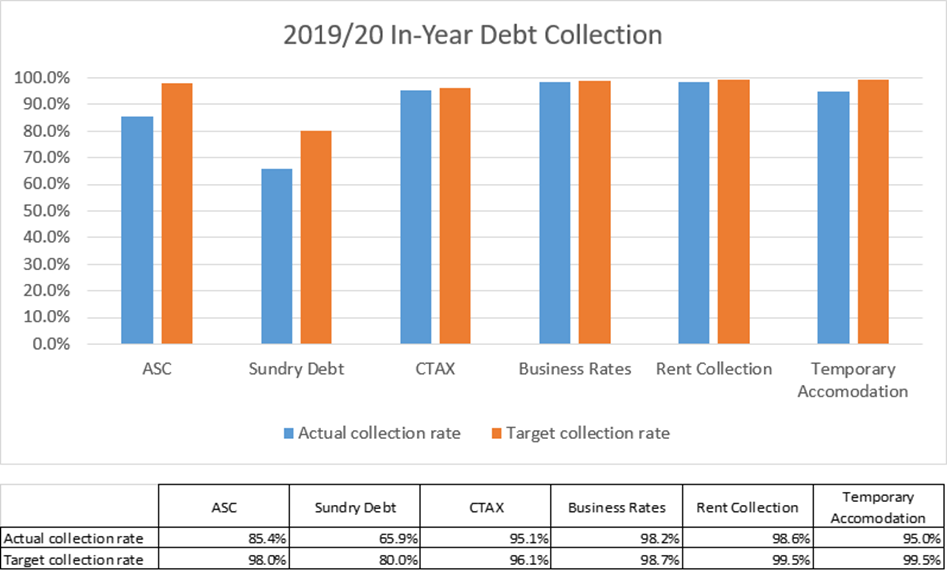 2019/20 In-Year Debt Collection
100.0%
90.0%
80.0%
70.0%
60.0%
50.0%
40.0%
30.0%
20.0%
10.0%
0.0%
ASC Sundry Debt CTAX Business Rates Rent Collection Temporary
Accomodation
Actual collection rate Target collection rate
ASC Sundry Debt CTAX Business Rates Rent Collection Temporary
Accomodation
Actual collection rate 85.4% 65.9% 95.1% 98.2% 98.6% 95.0%
Target collection rate 98.0% 80.0% 96.1% 98.7% 99.5% 99.5%